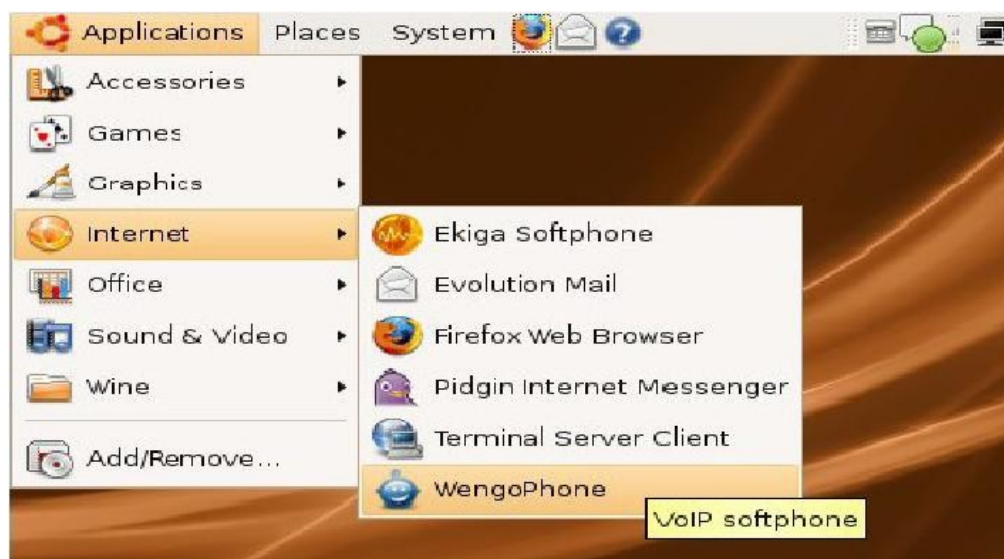 Applications Places System
Accessories
Games
Graphics
Internet
Office
Sound & Video
Wine
Add/Remove...
Ekiga Softphone
Evolution Mail
Firefox Web Browser
Pidgin Internet Messenger
Terminal Server Client
WengoPhone
VoIP softphone